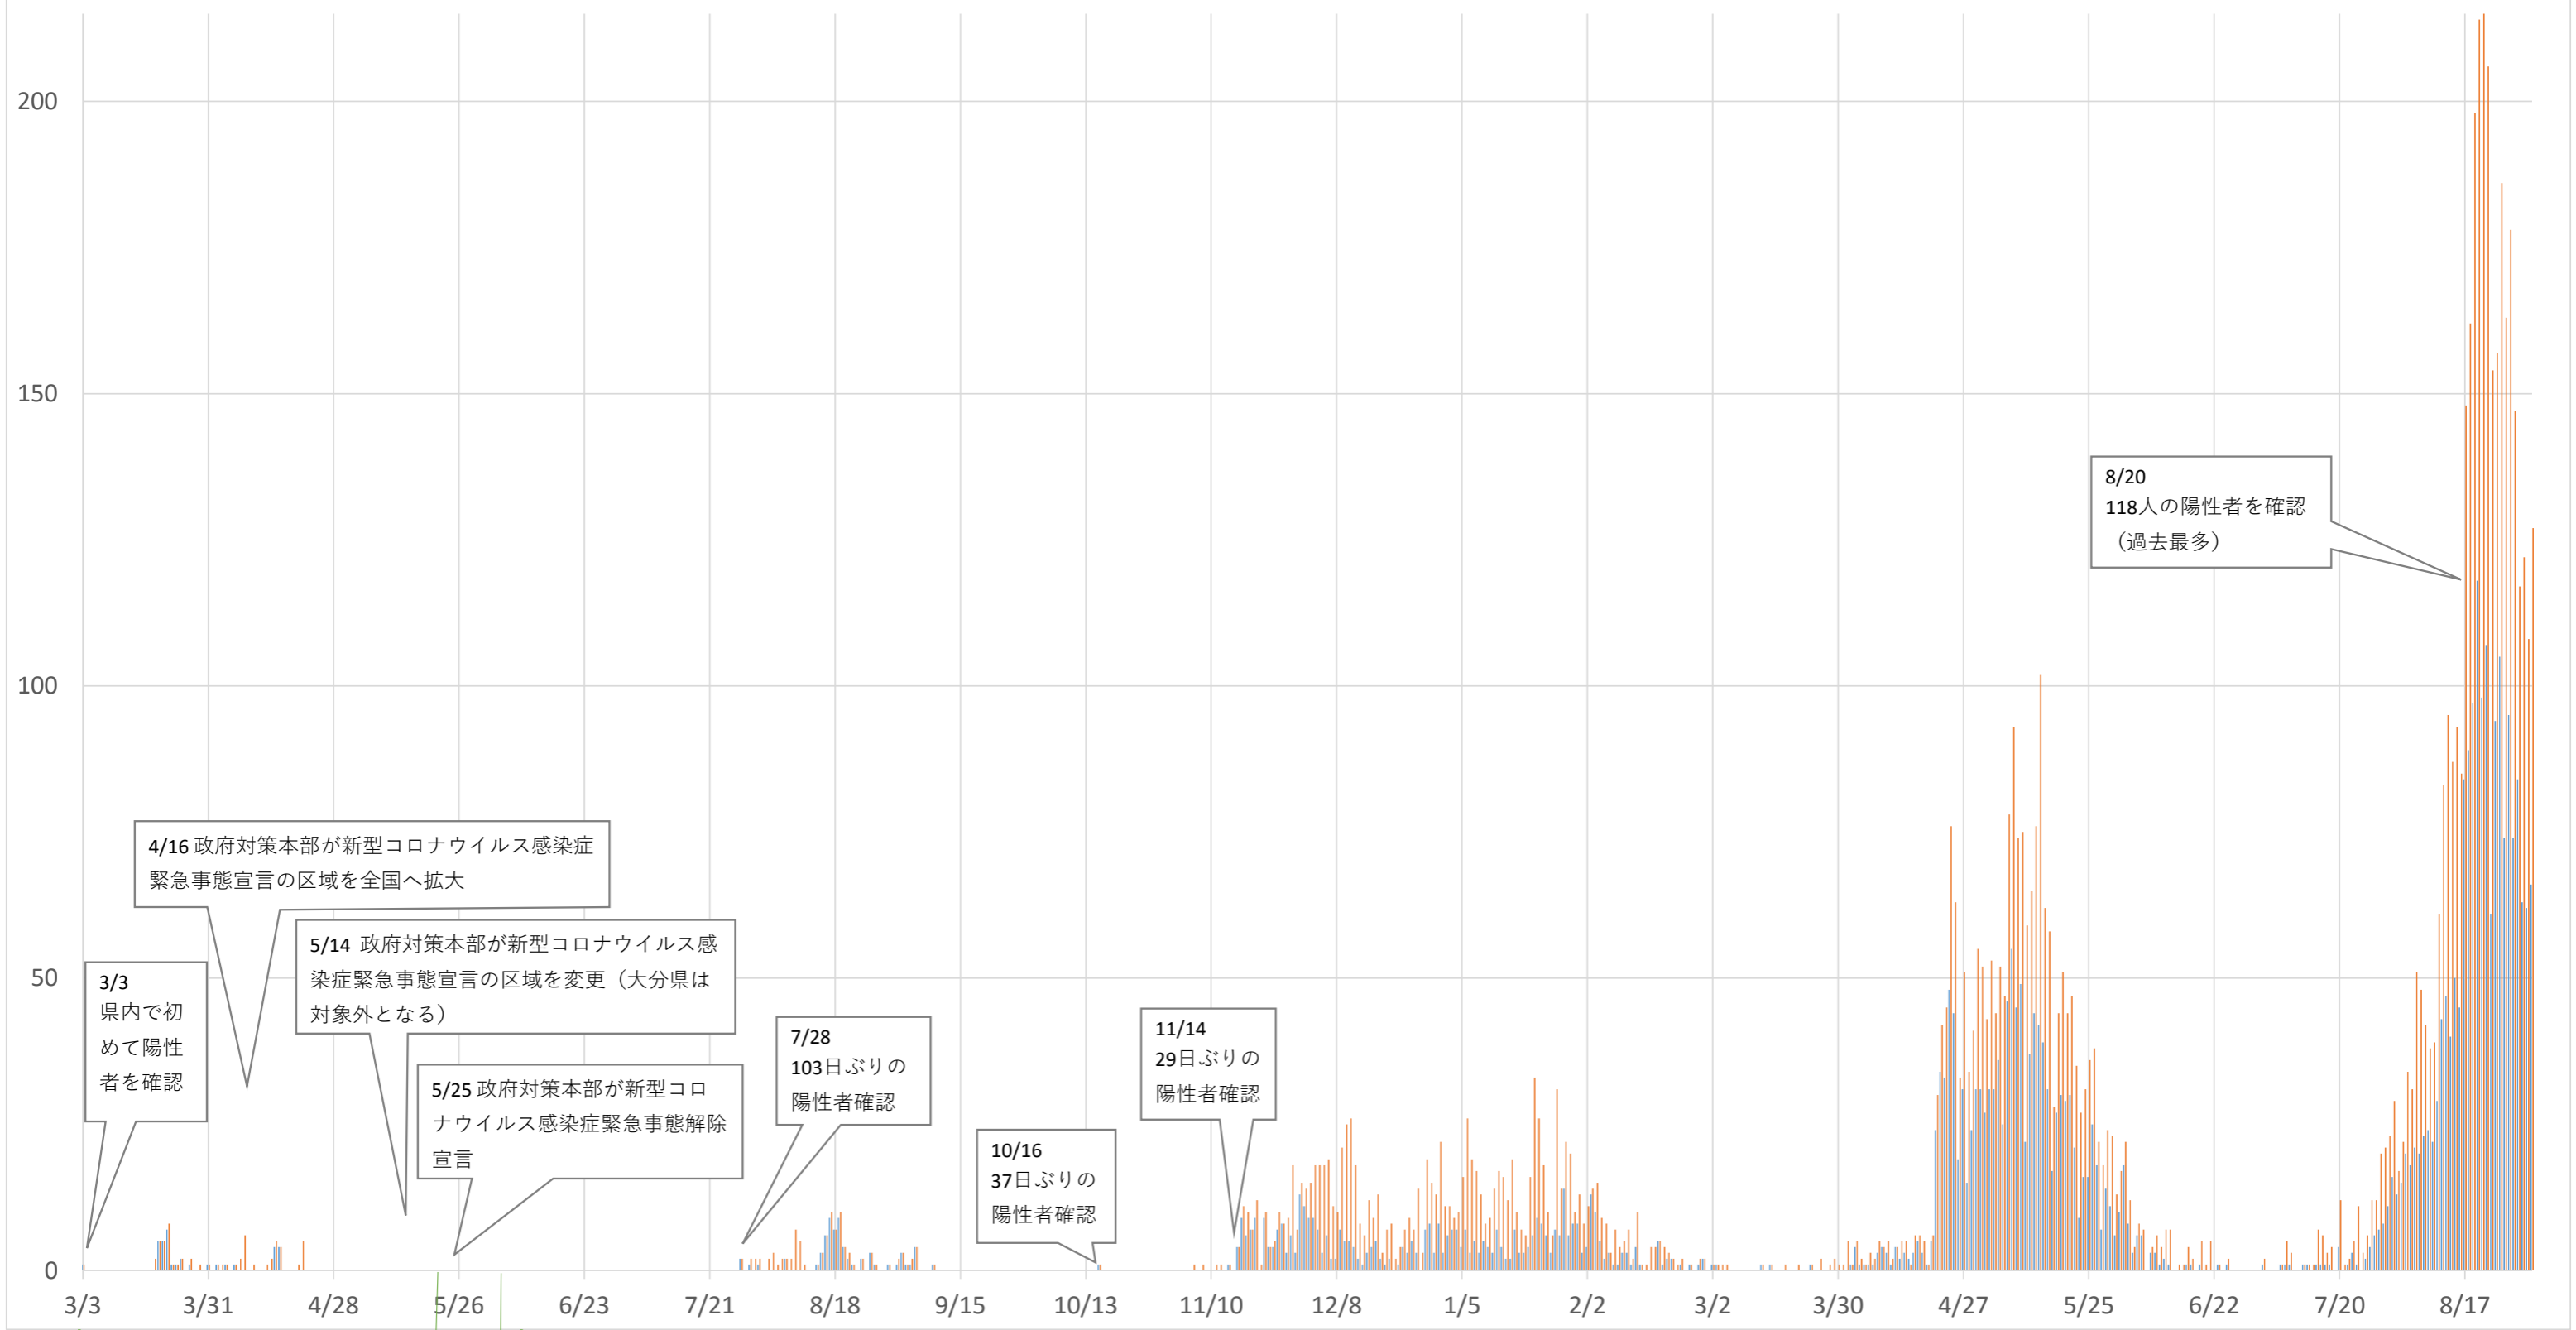 200
150
100
50
0
8/20
118人の陽性者を確認
（過去最多）
4/16 政府対策本部が新型コロナウイルス感染症
緊急事態宣言の区域を全国へ拡大
5/14 政府対策本部が新型コロナウイルス感
染症緊急事態宣言の区域を変更（大分県は
対象外となる）
3/3
県内で初
めて陽性
者を確認
5/25 政府対策本部が新型コロ
ナウイルス感染症緊急事態解除
宣言
7/28
103日ぶりの
陽性者確認
10/16
37日ぶりの
陽性者確認
11/14
29日ぶりの
陽性者確認
3/3 3/31 4/28 5/26 6/23 7/21 8/18 9/15 10/13 11/10 12/8 1/5 2/2 3/2 3/30 4/27 5/25 6/22 7/20 8/17